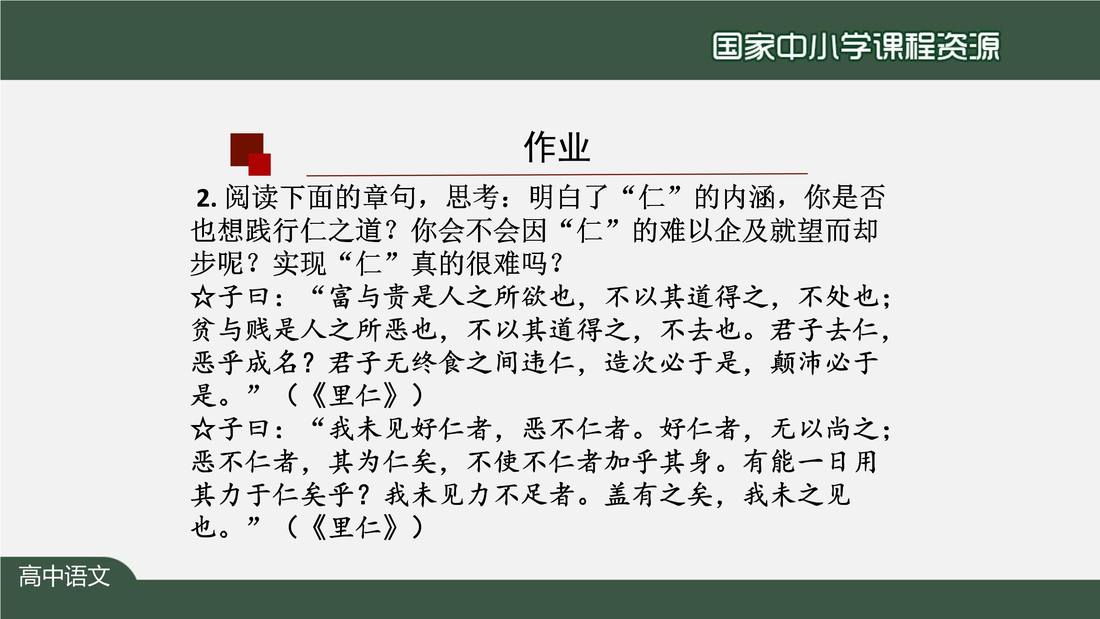 国家中小学课程资源
作业
2. 阅读下面的章句，思考：明白了“仁”的内涵，你是否
也想践行仁之道？你会不会因“仁”的难以企及就望而却
步呢？实现“仁”真的很难吗？
☆子曰：“富与贵是人之所欲也，不以其道得之，不处也；
贫与贱是人之所恶也，不以其道得之，不去也。君子去仁，
恶乎成名？君子无终食之间违仁，造次必于是，颠沛必于
是。”（《里仁》）
☆子曰：“我未见好仁者，恶不仁者。好仁者，无以尚之；
恶不仁者，其为仁矣，不使不仁者加乎其身。有能一日用
其力于仁矣乎？我未见力不足者。盖有之矣，我未之见
也。”（《里仁》）
高中语文